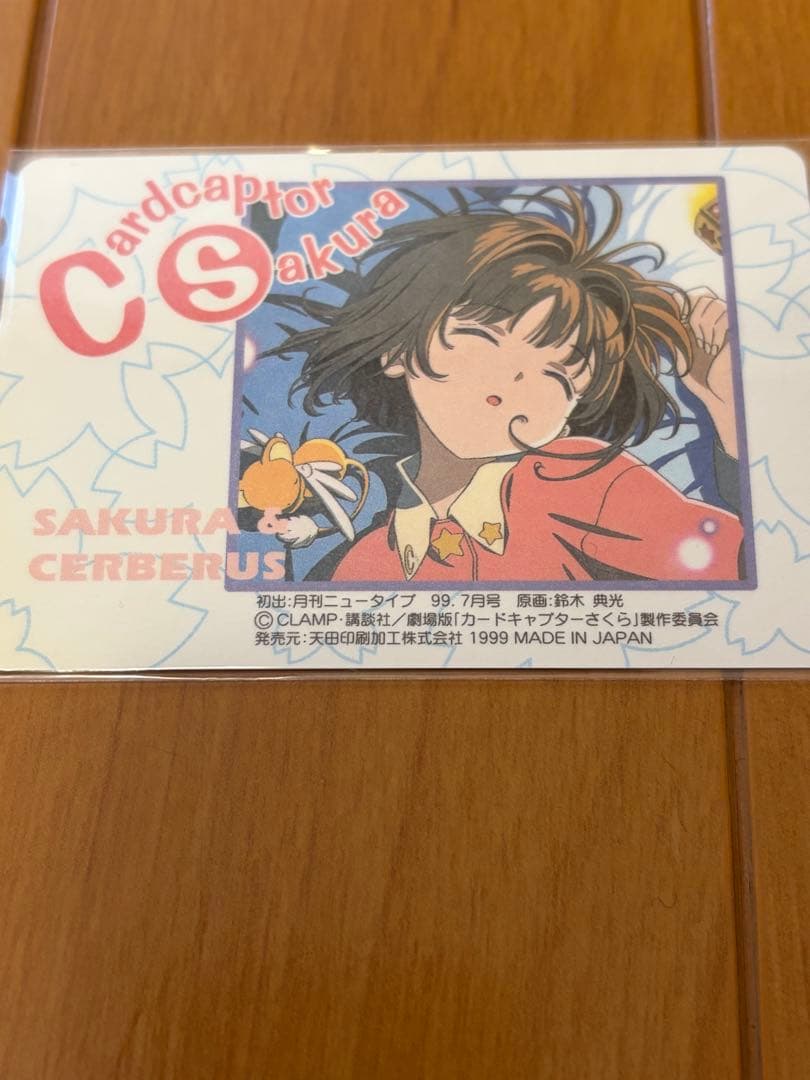 Cardcaptor
Sakura
SAKURA &
CERBERUS
初出:月刊ニュータイプ 99.7月号 原画:鈴木 典光
©CLAMP・講談社／劇場版「カードキャプターさくら」製作委員会
発売元:天田印刷加工株式会社 1999 MADE IN JAPAN